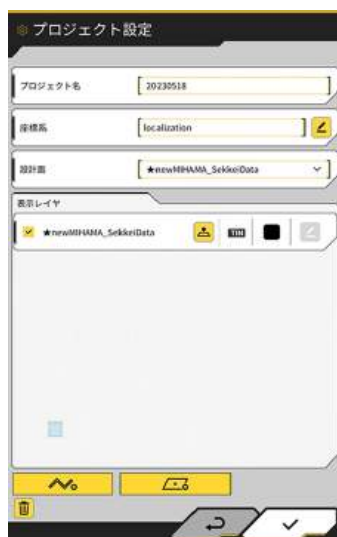 プロジェクト設定
プロジェクト名
20230518
座標系
localization
設計面
★newMIHAMA_SekkeiData
表示レイヤ
★newMIHAMA_SekkeiData
TIN